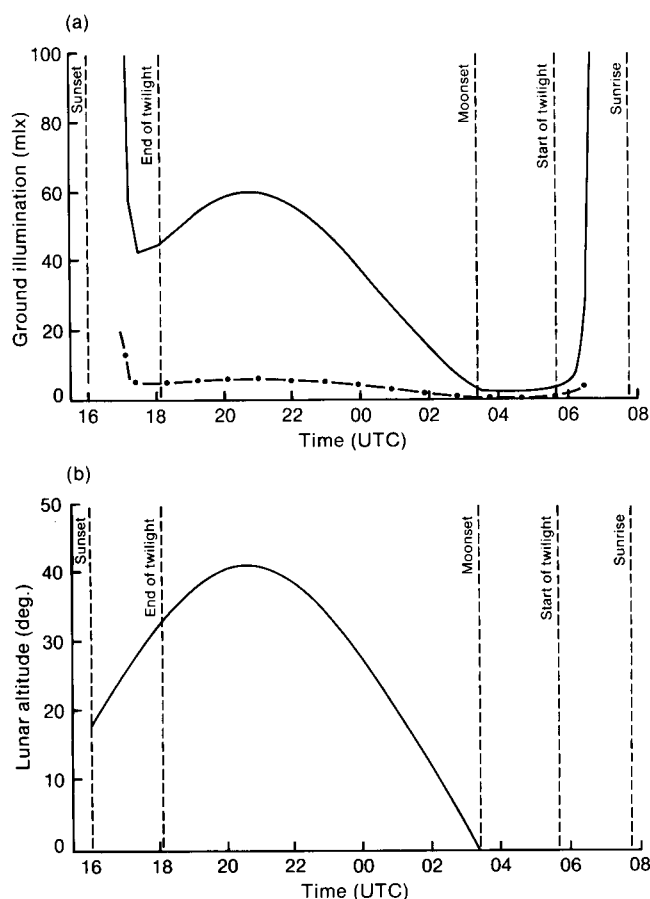 (a)
Ground illumination (mlx)
100
80
60
40
20
0
Sunset
End of twilight
Moonset
Start of twilight
Sunrise
16 18 20 22 00 02 04 06 08
Time (UTC)
(b)
Lunar altitude (deg.)
50
40
30
20
10
0
Sunset
End of twilight
Moonset
Start of twilight
Sunrise
16 18 20 22 00 02 04 06 08
Time (UTC)